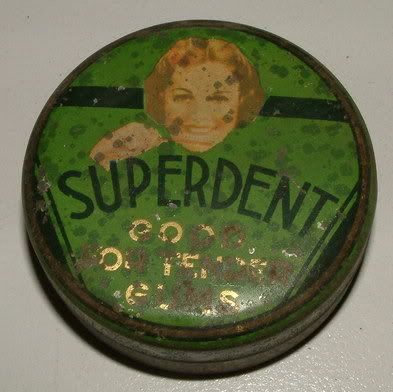 SUPERDENT
GOOD
FOR TENDER
GUMS